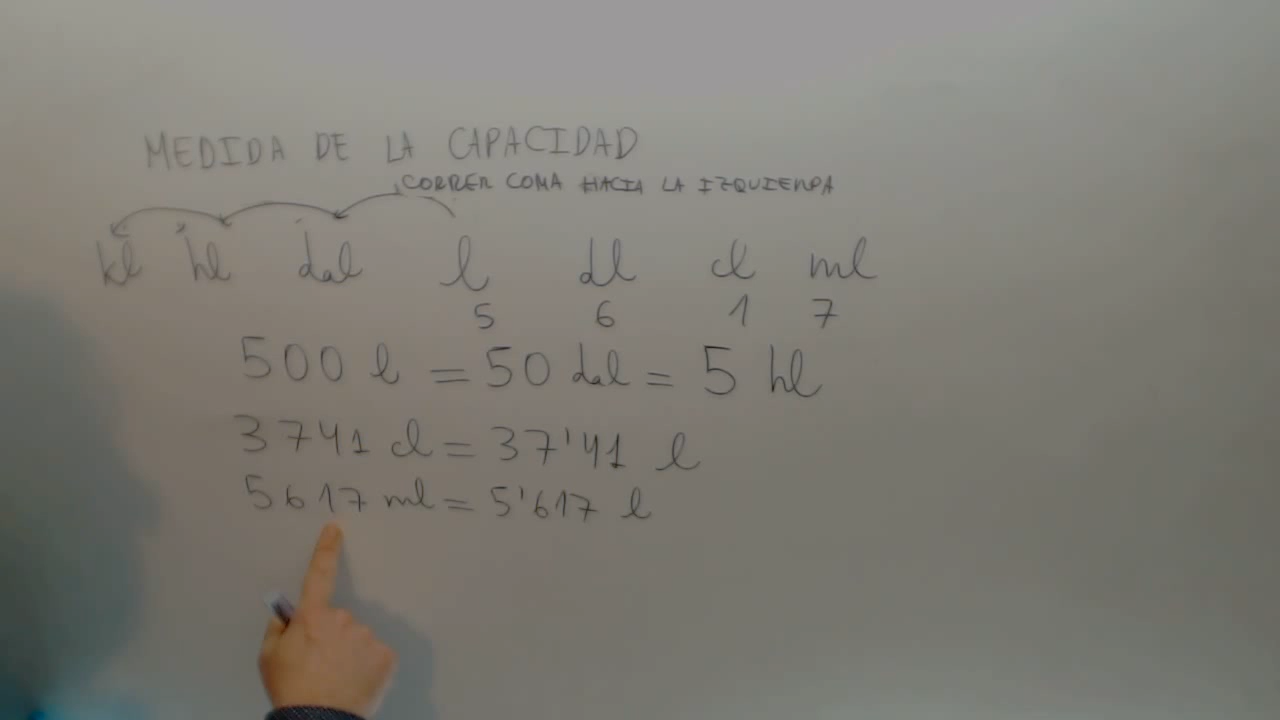 MEDIDA DE LA CAPACIDAD
CORRER COMA HACIA LA IZQUIERDA
kl hl dal l dl cl ml
5 6 1 7
500 l = 50 dal = 5 hl
3741 cl = 37'41 l
5617 ml = 5'617 l